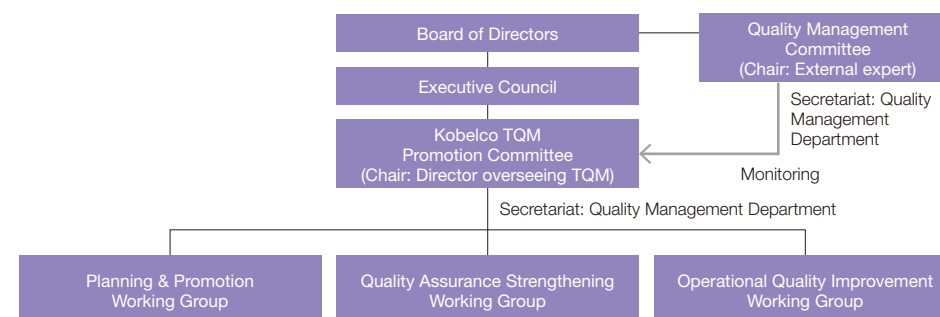 Board of Directors
Quality Management
Committee
(Chair: External expert)
Executive Council
Secretariat: Quality
Management
Department
Kobelco TQM
Promotion Committee
(Chair: Director overseeing TQM)
Monitoring
Secretariat: Quality Management Department
Planning & Promotion
Working Group
Quality Assurance Strengthening
Working Group
Operational Quality Improvement
Working Group